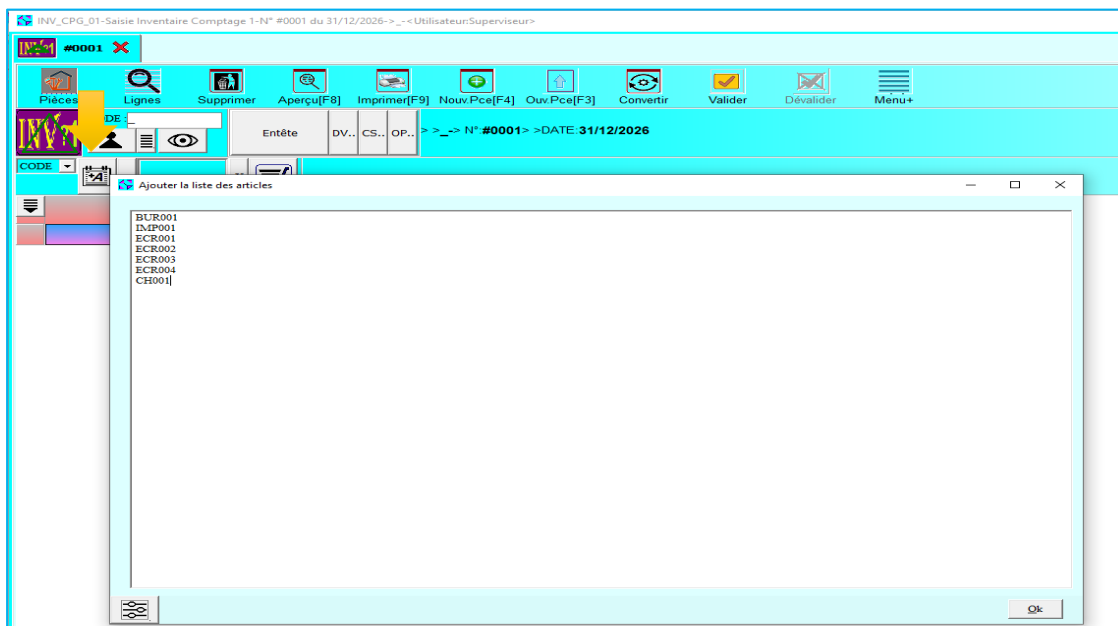 INV_CPG_01-Saisie Inventaire Comptage 1-N° #0001 du 31/12/2026->_-<Utilisateur:Superviseur>
#0001
Pièces Lignes Supprimer Aperçu[F8] Imprimer[F9] Nouv.Pce[F4] Ouv.Pce[F3] Convertir Valider Dévalider Menu+
DE :_
Entête DV.. CS.. OP.. > >_-> N°:#0001> >DATE:31/12/2026
CODE
+A
Ajouter la liste des articles
BUR001
IMP001
ECR001
ECR002
ECR003
ECR004
CH001
Ok